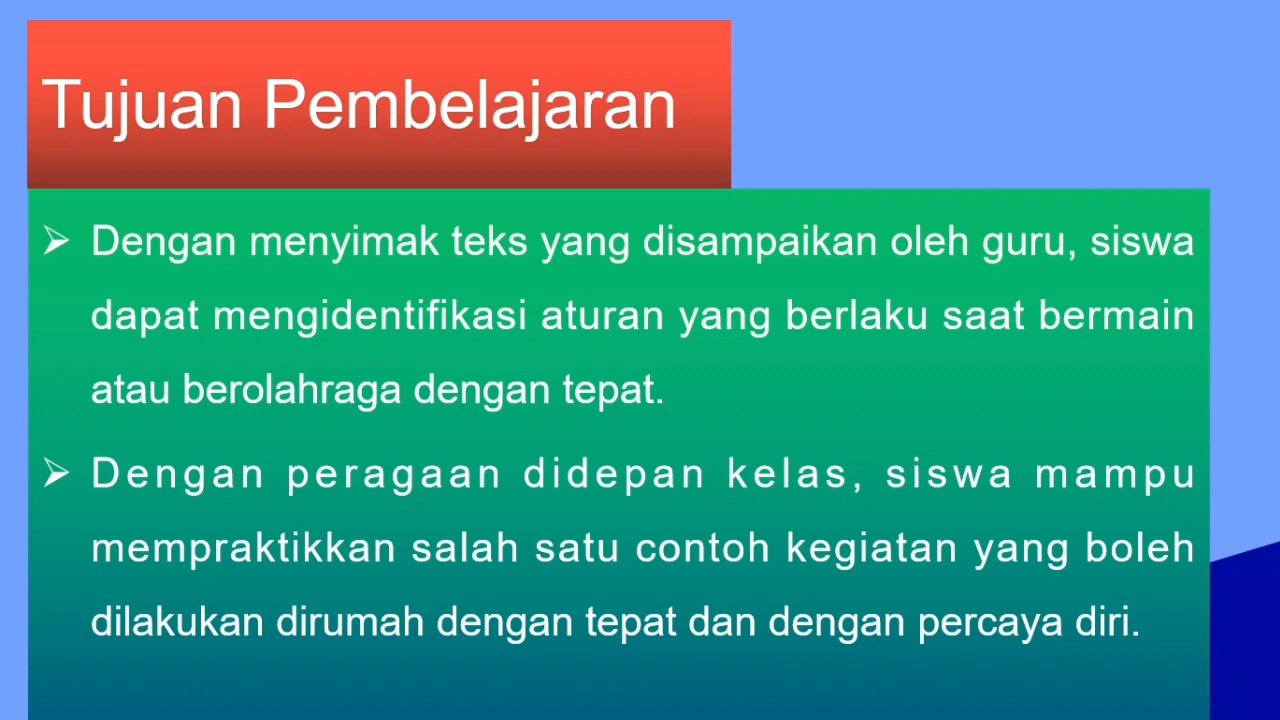 Tujuan Pembelajaran
➢ Dengan menyimak teks yang disampaikan oleh guru, siswa
dapat mengidentifikasi aturan yang berlaku saat bermain
atau berolahraga dengan tepat.
➢ Dengan peragaan didepan kelas, siswa mampu
mempraktikkan salah satu contoh kegiatan yang boleh
dilakukan dirumah dengan tepat dan dengan percaya diri.